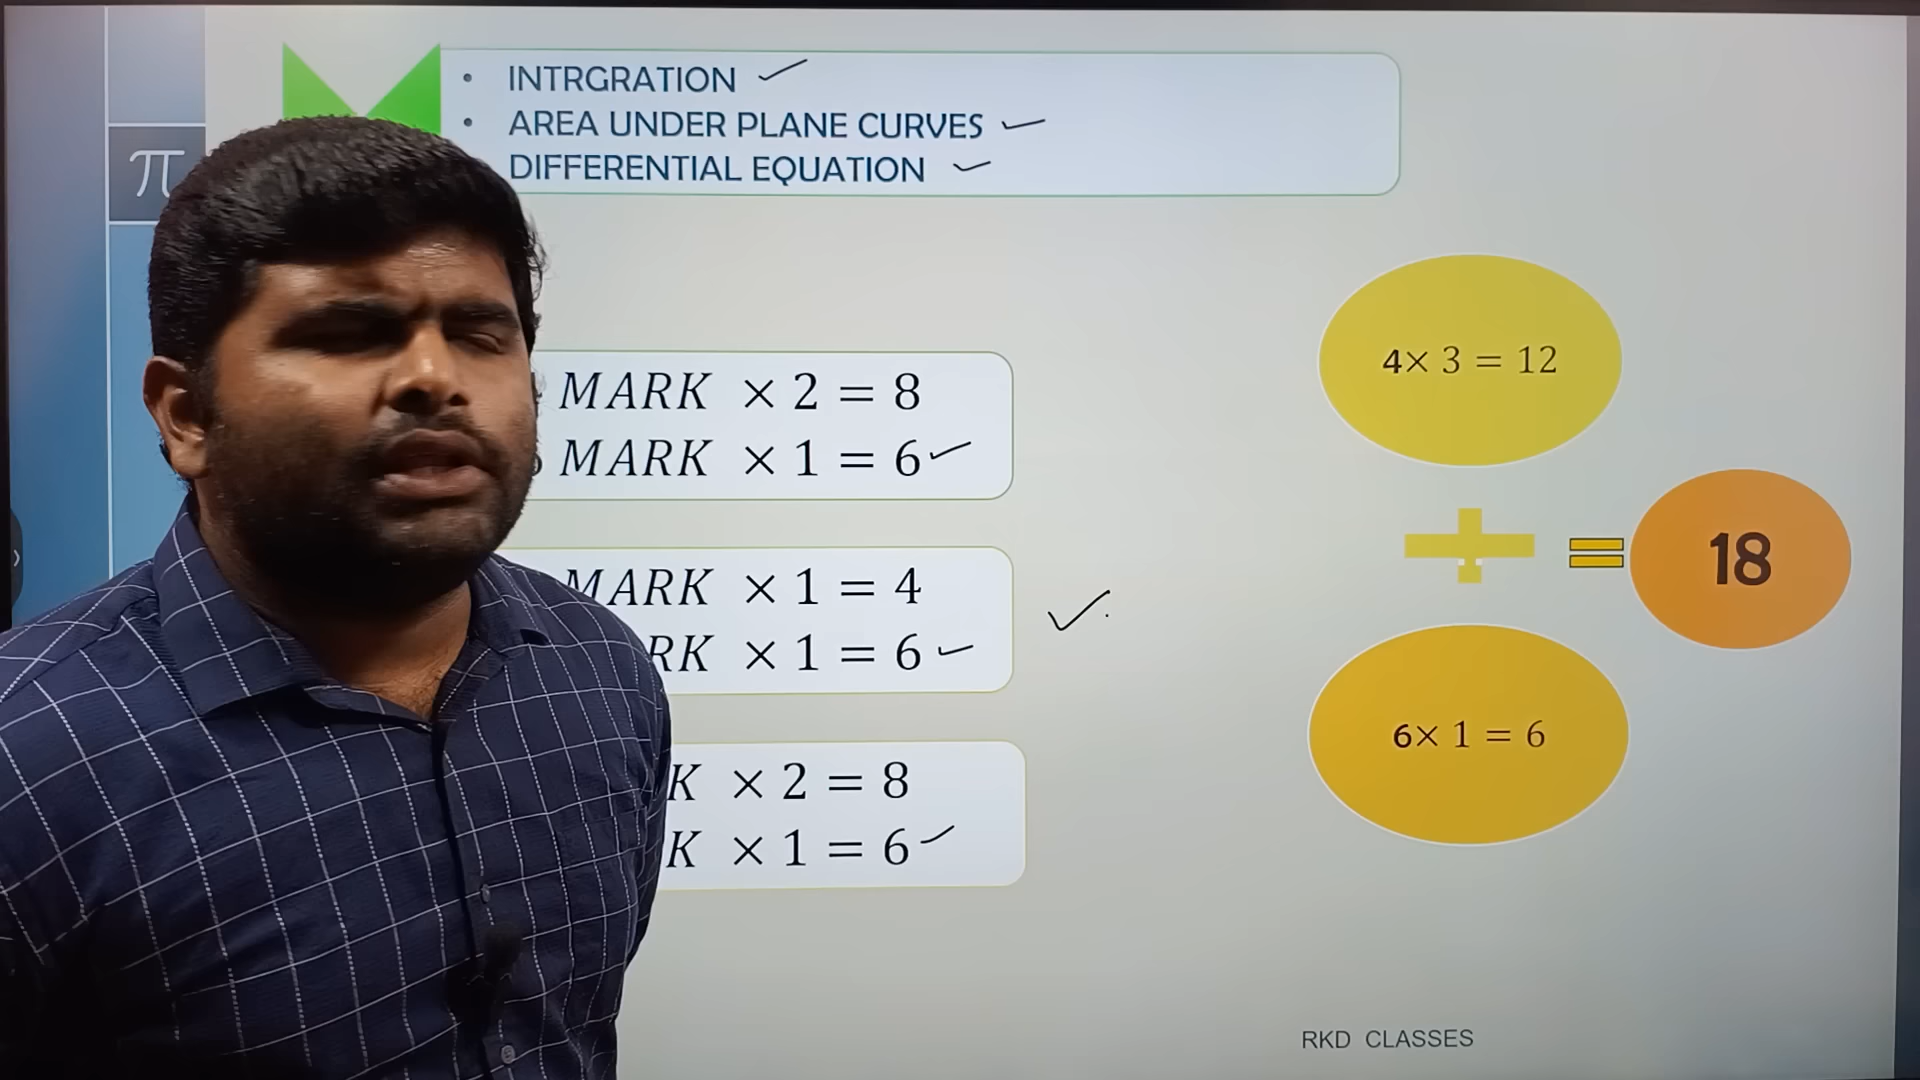 π
• INTRGRATION
• AREA UNDER PLANE CURVES
DIFFERENTIAL EQUATION
MARK × 2 = 8
MARK × 1 = 6
MARK × 1 = 4
RK × 1 = 6
K × 2 = 8
K × 1 = 6
4× 3 = 12
+ = 18
6× 1 = 6
RKD CLASSES